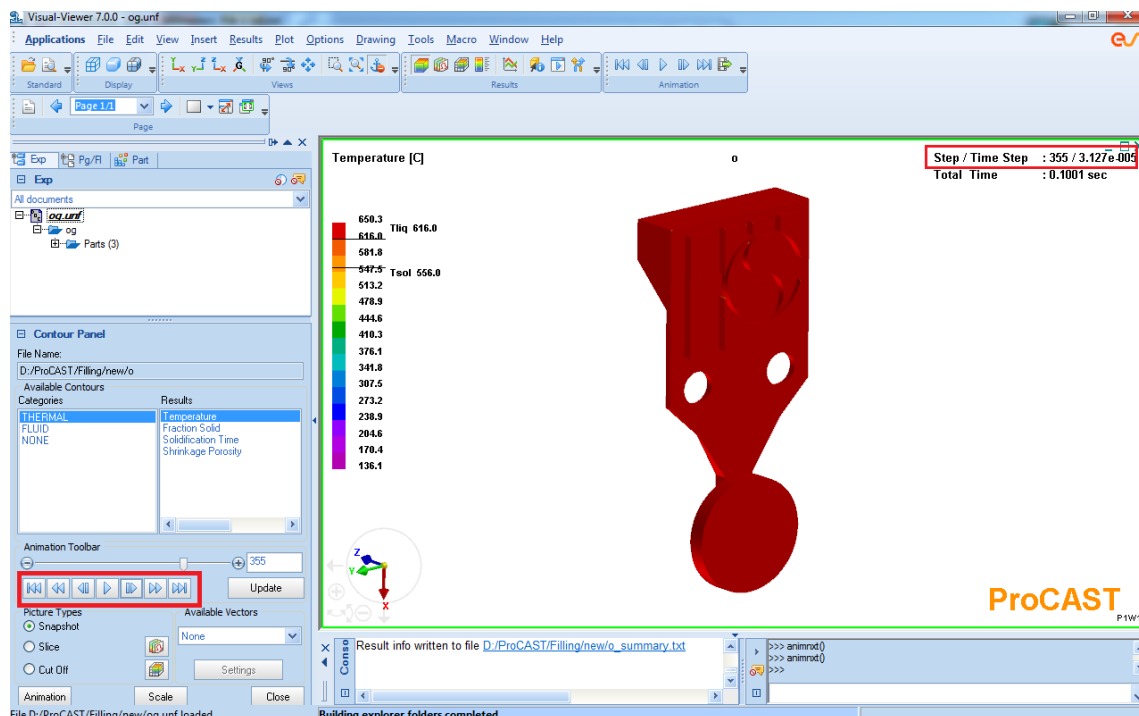 Visual-Viewer 7.0.0 - og.unf
Applications File Edit View Insert Results Plot Options Drawing Tools Macro Window Help
Standard Display Views Results Animation
Page 1/1
Page
Exp Pg/Fl Part
Exp
All documents
og.unf
og
Parts (3)
Contour Panel
File Name:
D:/ProCAST/Filling/new/o
Available Contours
Categories Results
THERMAL
FLUID
NONE
Temperature
Fraction Solid
Solidification Time
Shrinkage Porosity
Animation Toolbar
355
Update
Picture Types Available Vectors
Snapshot
None
Slice
Cut Off Settings
Animation Scale Close
File D:/ProCAST/Filling/new/og.unf loaded
Temperature [C] o
Step / Time Step : 355 / 3.127e-005
Total Time : 0.1001 sec
650.3
616.0
581.8
547.5
513.2
478.9
444.6
410.3
376.1
341.8
307.5
273.2
238.9
204.6
170.4
136.1
Tliq 616.0
Tsol 556.0
Z
Y
X
ProCAST
P1W1
Conso
Result info written to file D:/ProCAST/Filling/new/o_summary.txt
>>> animnxt()
>>> animnxt()
>>>
Building explorer folders completed